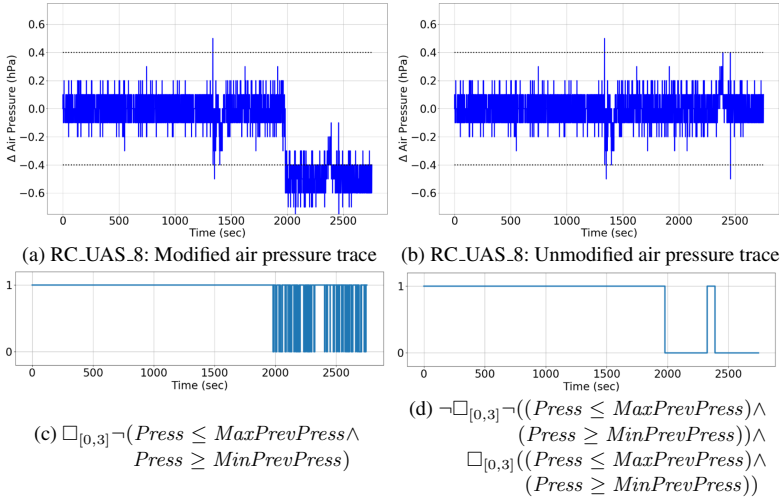 0.6
0.4
0.2
0.0
−0.2
−0.4
−0.6
Δ Air Pressure (hPa)
0 500 1000 1500 2000 2500
Time (sec)
(a) RC_UAS_8: Modified air pressure trace
0.6
0.4
0.2
0.0
−0.2
−0.4
−0.6
Δ Air Pressure (hPa)
0 500 1000 1500 2000 2500
Time (sec)
(b) RC_UAS_8: Unmodified air pressure trace
1
0
0 500 1000 1500 2000 2500
Time (sec)
(c) □[0,3]¬(Press ≤ MaxPrevPress∧
Press ≥ MinPrevPress)
1
0
0 500 1000 1500 2000 2500
Time (sec)
(d) ¬□[0,3]¬((Press ≤ MaxPrevPress)∧
(Press ≥ MinPrevPress))∧
□[0,3]((Press ≤ MaxPrevPress)∧
(Press ≥ MinPrevPress))